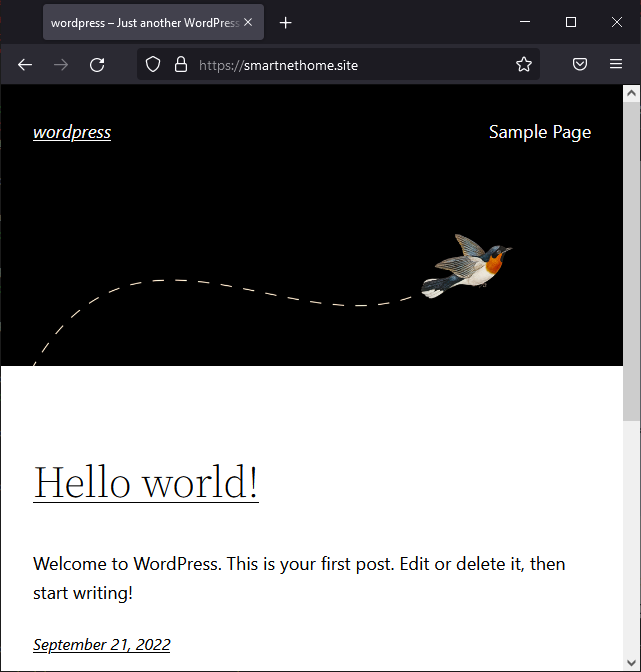 wordpress – Just another WordPress
https://smartnethome.site
wordpress
Sample Page
Hello world!
Welcome to WordPress. This is your first post. Edit or delete it, then
start writing!
September 21, 2022